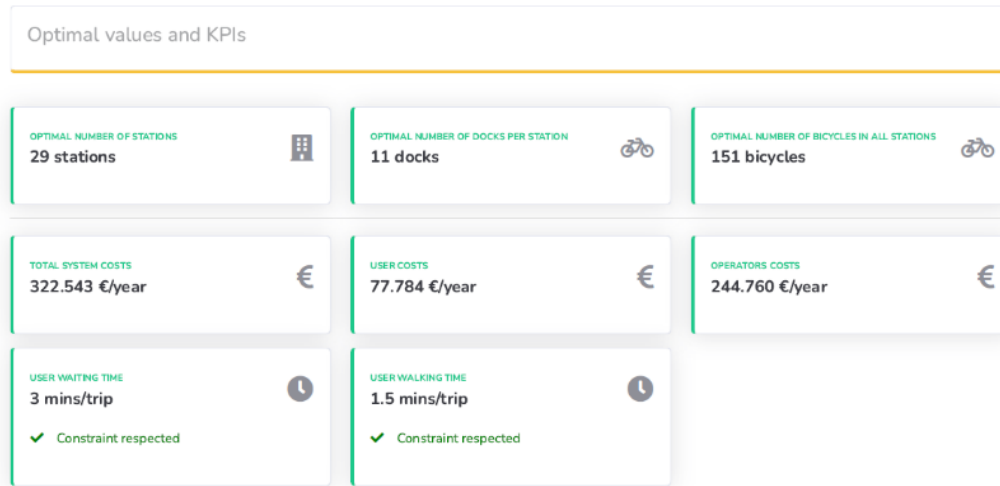 Optimal values and KPIs
OPTIMAL NUMBER OF STATIONS
29 stations
OPTIMAL NUMBER OF DOCKS PER STATION
11 docks
OPTIMAL NUMBER OF BICYCLES IN ALL STATIONS
151 bicycles
TOTAL SYSTEM COSTS
322.543 €/year
€
USER COSTS
77.784 €/year
€
OPERATORS COSTS
244.760 €/year
€
USER WAITING TIME
3 mins/trip
Constraint respected
USER WALKING TIME
1.5 mins/trip
Constraint respected